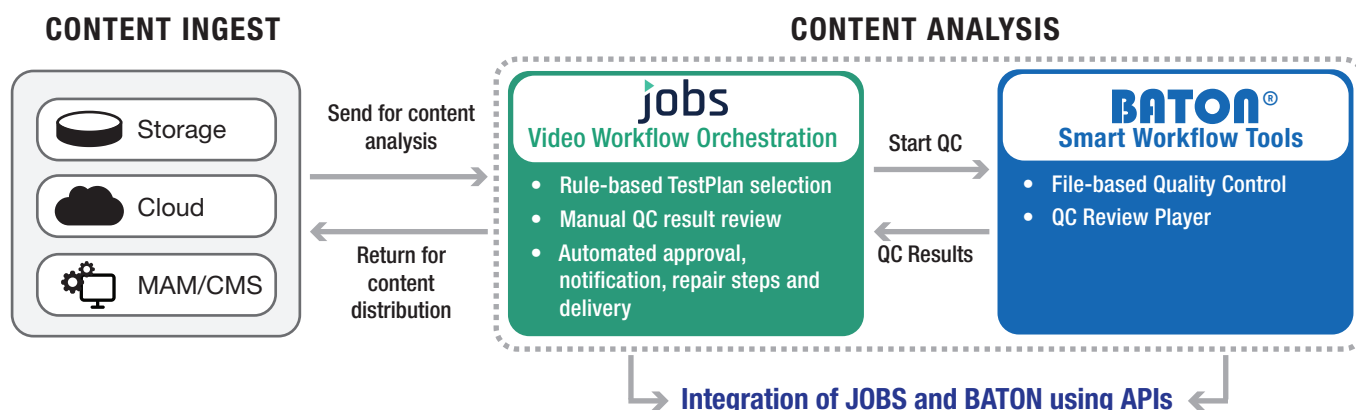 CONTENT INGEST
CONTENT ANALYSIS
Storage
Cloud
MAM/CMS
Send for content
analysis
Return for
content
distribution
jobs
Video Workflow Orchestration
• Rule-based TestPlan selection
• Manual QC result review
• Automated approval,
notification, repair steps and
delivery
Start QC
QC Results
BATON®
Smart Workflow Tools
• File-based Quality Control
• QC Review Player
Integration of JOBS and BATON using APIs